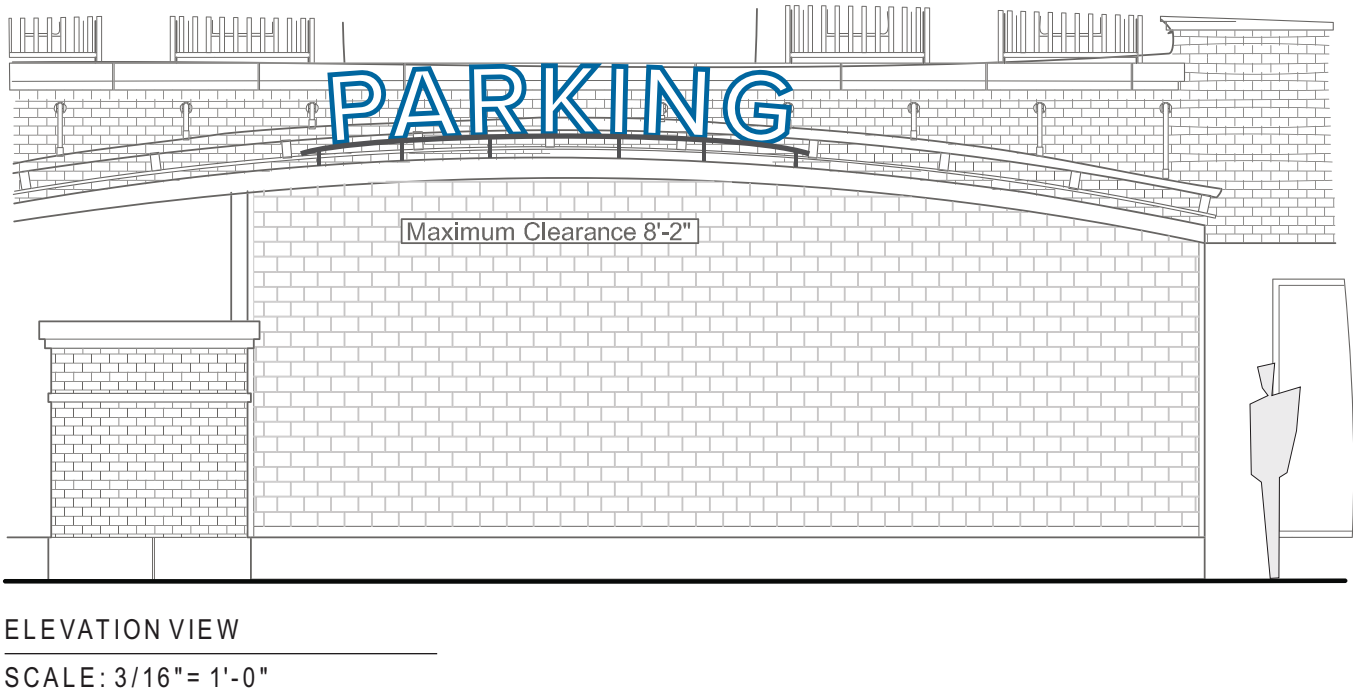 PARKING
Maximum Clearance 8'-2"
ELEVATION VIEW
SCALE: 3/16"= 1'-0"